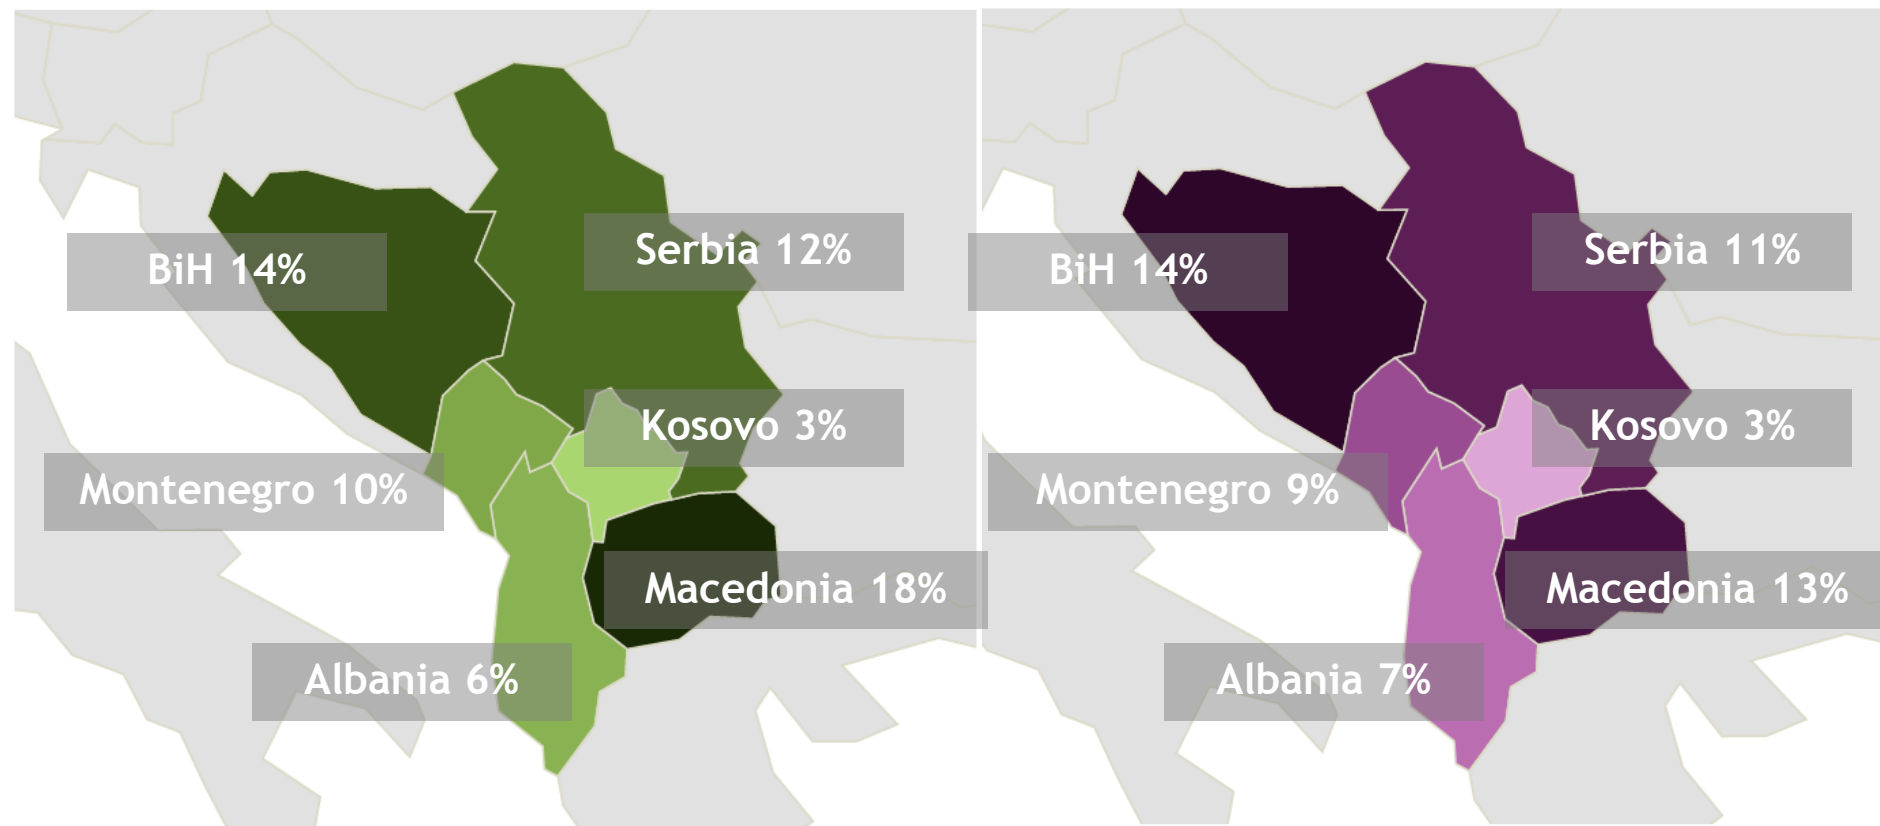 Serbia 12%
BiH 14%
Kosovo 3%
Montenegro 10%
Macedonia 18%
Albania 6%
Serbia 11%
BiH 14%
Kosovo 3%
Montenegro 9%
Macedonia 13%
Albania 7%